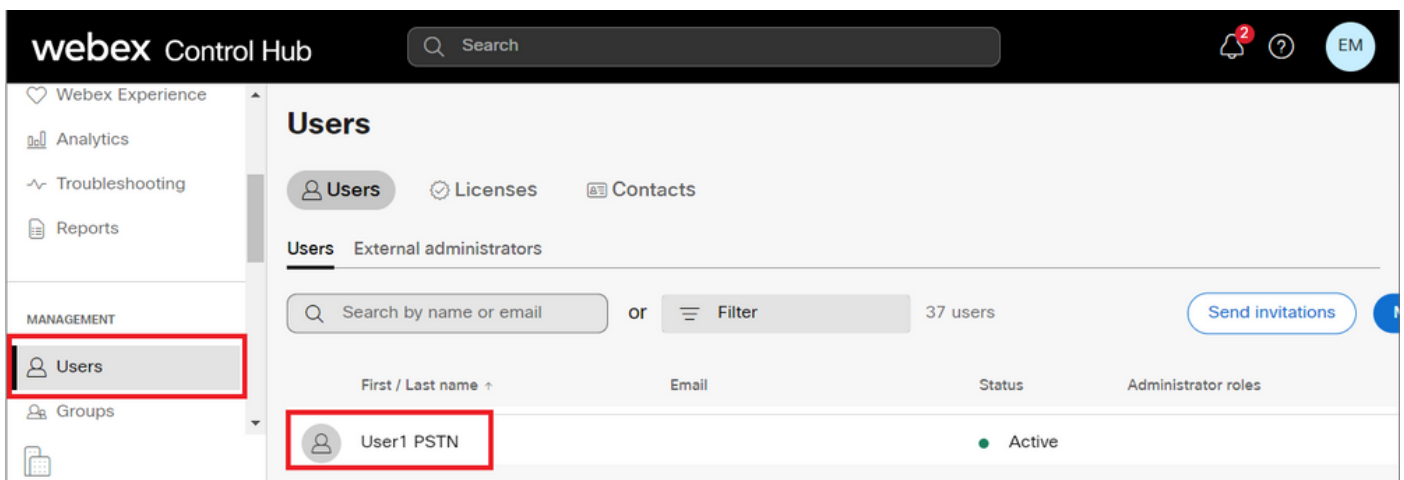 webex Control Hub
Search
2
EM
Webex Experience
Analytics
Troubleshooting
Reports
MANAGEMENT
Users
Groups
Users
Users Licenses Contacts
Users External administrators
Search by name or email or Filter 37 users Send invitations
First / Last name ↑ Email Status Administrator roles
User1 PSTN Active